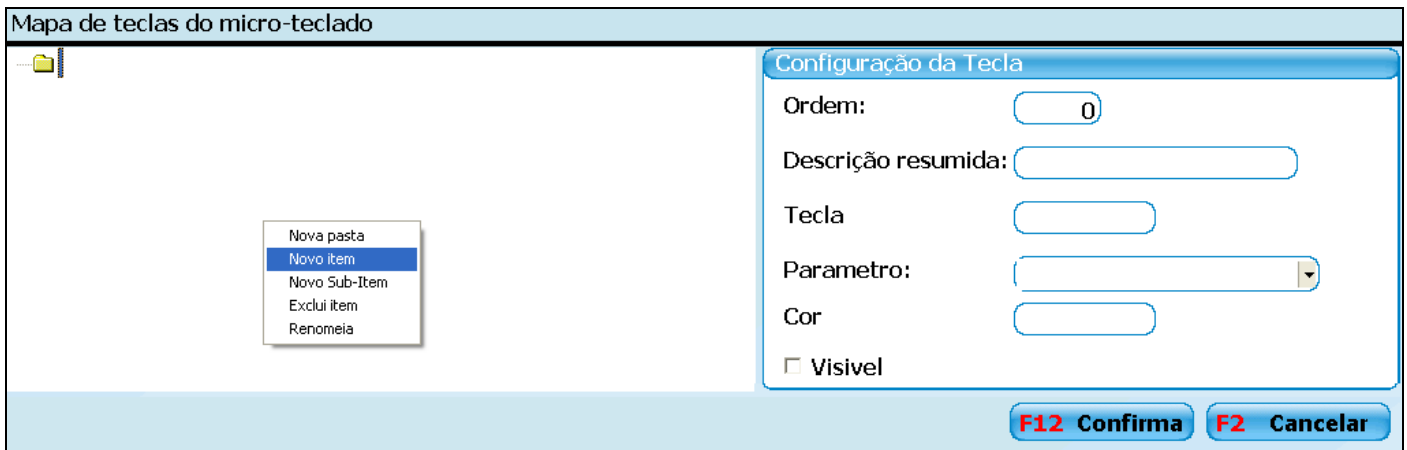 Mapa de teclas do micro-teclado
Nova pasta
Novo item
Novo Sub-Item
Exclui item
Renomeia
Configuração da Tecla
Ordem: 0
Descrição resumida:
Tecla
Parametro:
Cor
Visivel
F12 Confirma F2 Cancelar